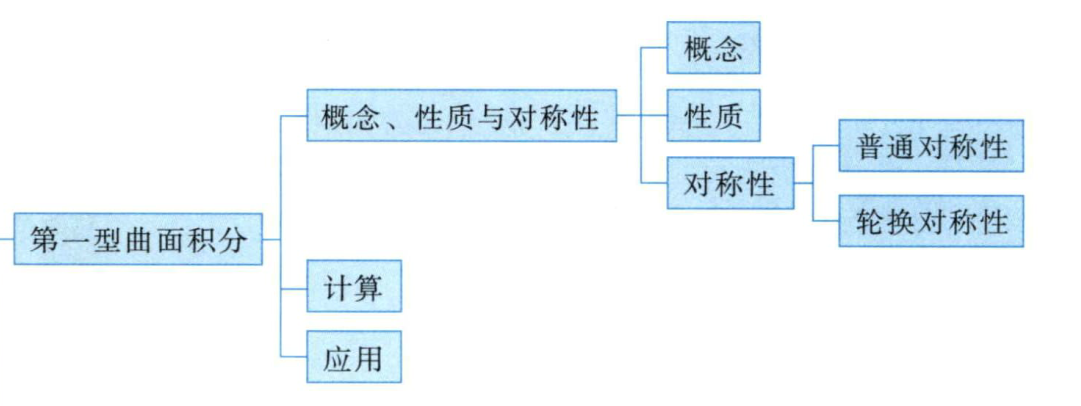 概念
概念、性质与对称性
性质
普通对称性
对称性
轮换对称性
第一型曲面积分
计算
应用